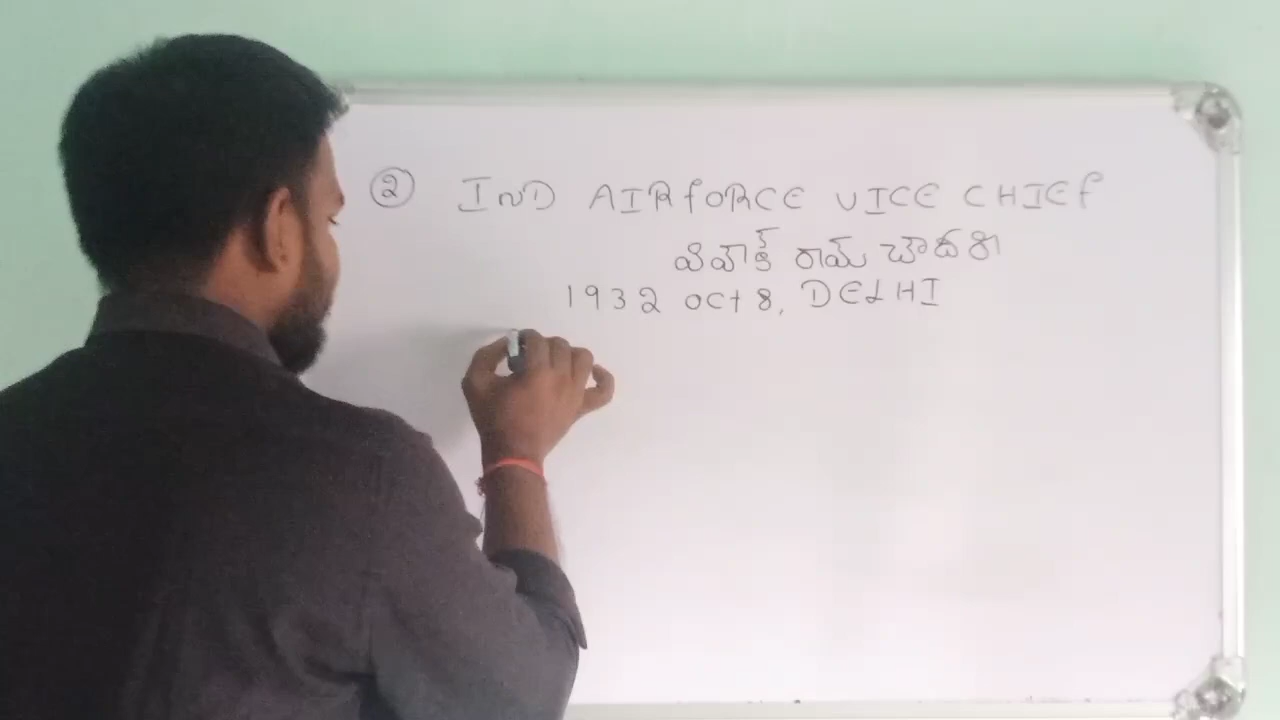 ② IND AIRfORCE VICE CHIEf
వివేక్ రామ్ చౌదరి
1932 Oct 8, DELHI